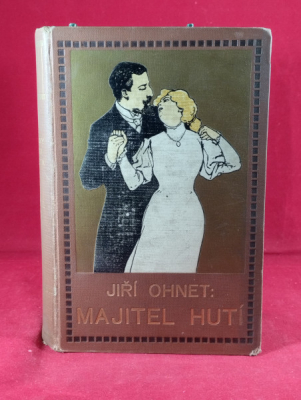 JIŘÍ OHNET:
MAJITEL HUTÍ